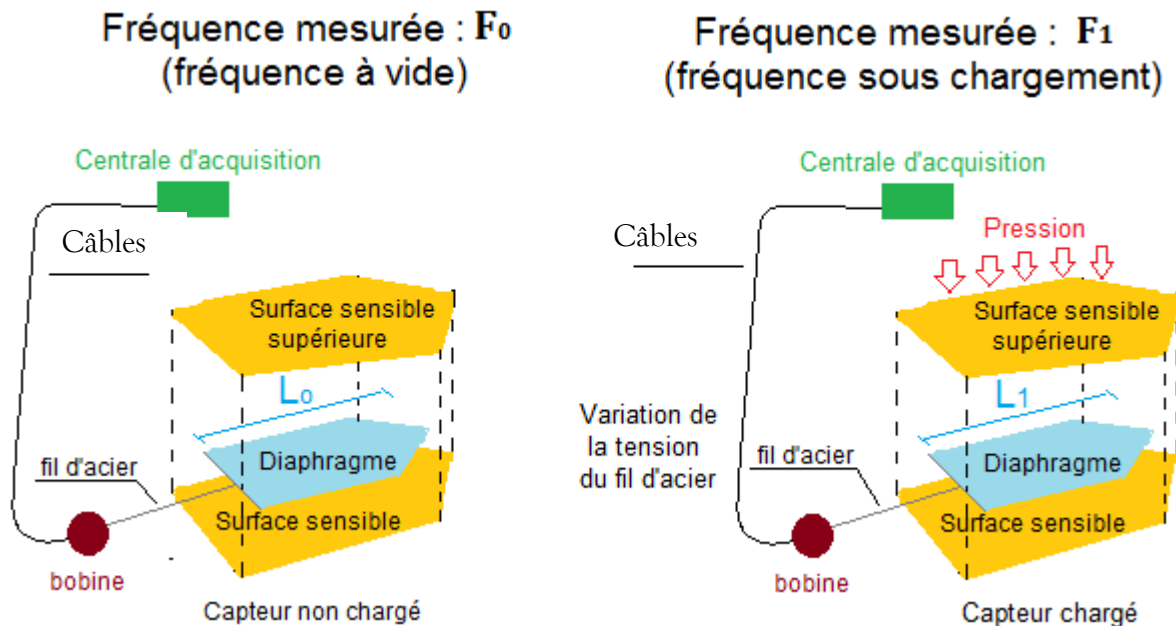 Fréquence mesurée : F0
(fréquence à vide)
Centrale d'acquisition
Câbles
Surface sensible
supérieure
L0
fil d'acier
Diaphragme
Surface sensible
bobine
Capteur non chargé
Fréquence mesurée : F1
(fréquence sous chargement)
Centrale d'acquisition
Câbles
Pression
Surface sensible
supérieure
L1
Variation de
la tension
du fil d'acier
fil d'acier
Diaphragme
Surface sensible
bobine
Capteur chargé